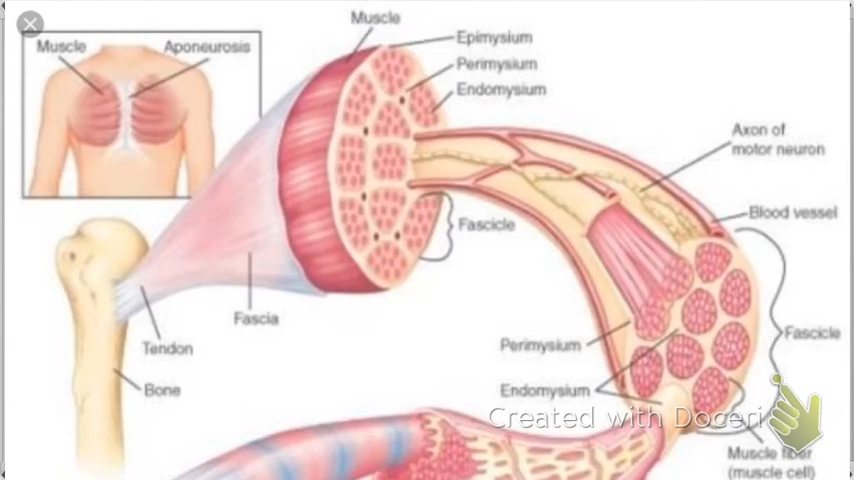 Muscle
Epimysium
Muscle
Aponeurosis
Perimysium
Endomysium
Axon of
motor neuron
Blood vessel
Fascicle
Fascia
Tendon
Perimysium
Fascicle
Bone
Endomysium
Created with Doceri
Muscle fiber
(muscle cell)